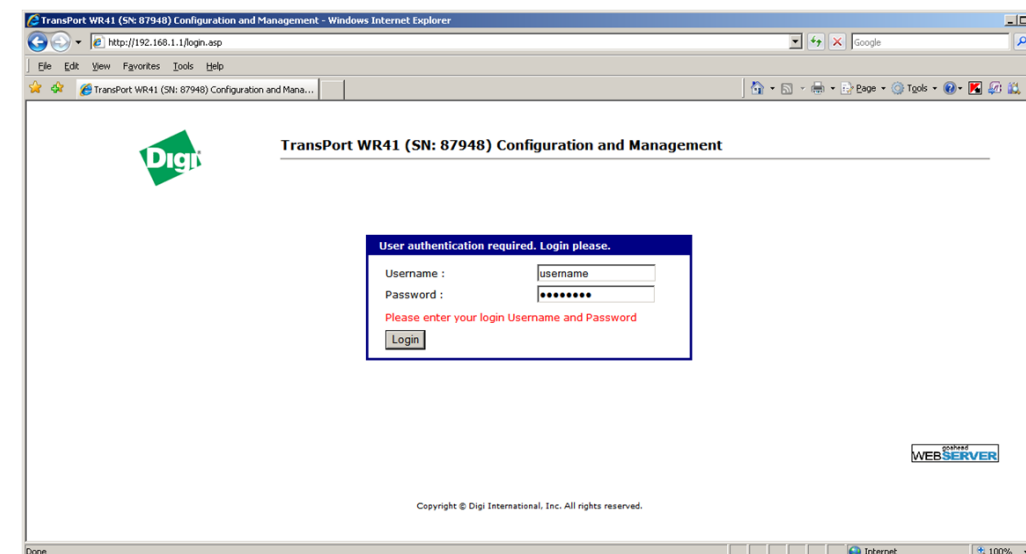 TransPort WR41 (SN: 87948) Configuration and Management - Windows Internet Explorer
http://192.168.1.1/login.asp
Google
File Edit View Favorites Tools Help
TransPort WR41 (SN: 87948) Configuration and Mana...
Page Tools
Digi
TransPort WR41 (SN: 87948) Configuration and Management
User authentication required. Login please.
Username : username
Password : ••••••••
Please enter your login Username and Password
Login
goahead
WEBSERVER
Copyright © Digi International, Inc. All rights reserved.
Done Internet 100%